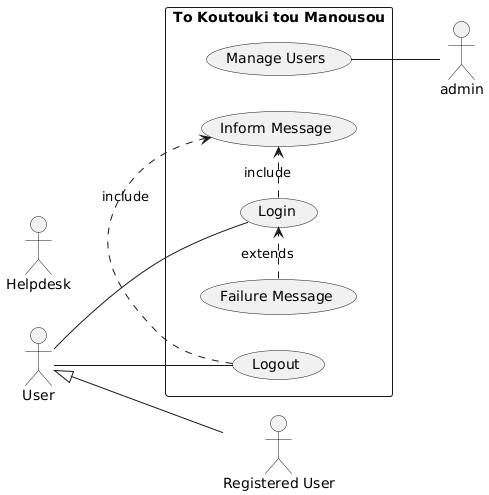 To Koutouki tou Manousou
Manage Users
admin
Inform Message
include
include
Login
extends
Helpdesk
Failure Message
User
Logout
Registered User